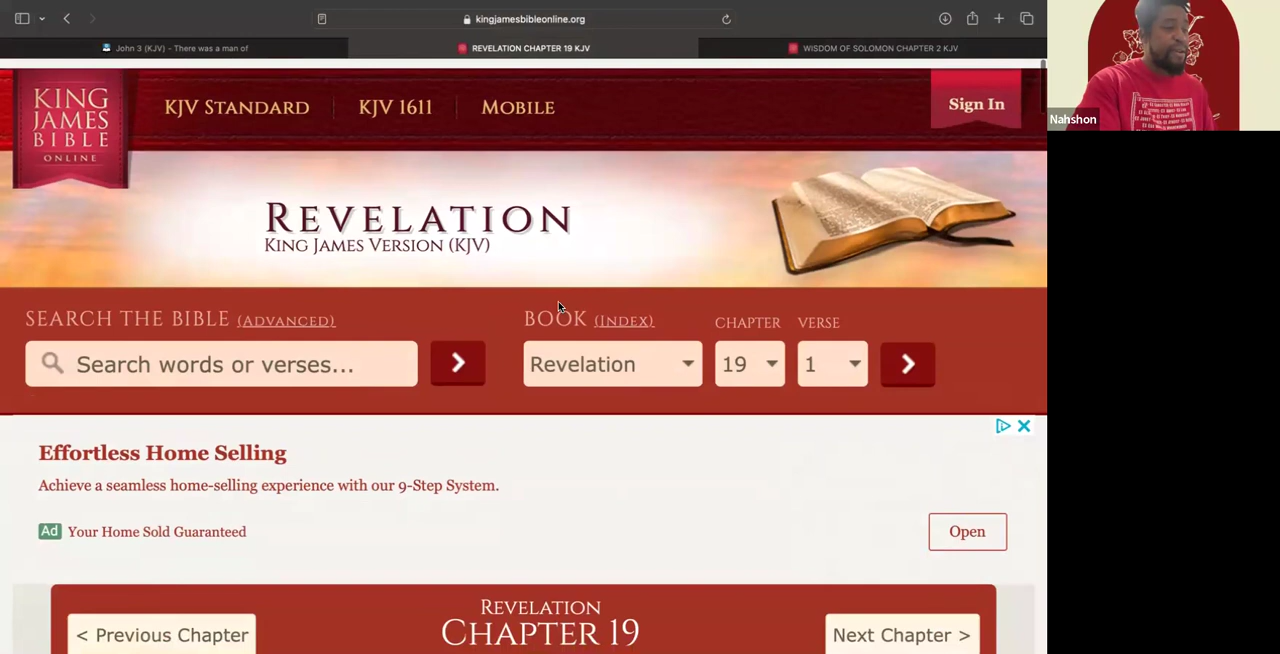 kingjamesbibleonline.org
John 3 (KJV) - There was a man of
REVELATION CHAPTER 19 KJV
WISDOM OF SOLOMON CHAPTER 2 KJV
KING
JAMES
BIBLE
ONLINE
KJV STANDARD
KJV 1611
MOBILE
Sign In
Nahshon
REVELATION
KING JAMES VERSION (KJV)
SEARCH THE BIBLE (ADVANCED)
BOOK (INDEX)
CHAPTER
VERSE
Search words or verses...
Revelation
19
1
Effortless Home Selling
Achieve a seamless home-selling experience with our 9-Step System.
Ad Your Home Sold Guaranteed
Open
REVELATION
CHAPTER 19
< Previous Chapter
Next Chapter >